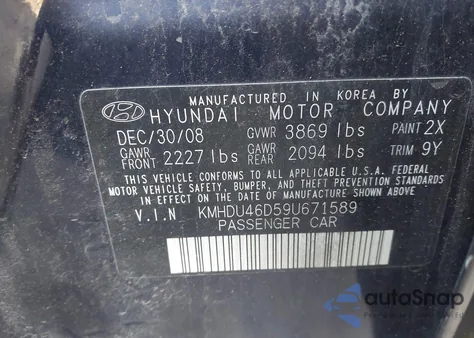 MANUFACTURED IN KOREA BY
HYUNDAI MOTOR COMPANY
DEC/30/08 GVWR 3869 lbs PAINT 2X
GAWR FRONT 2227 lbs GAWR REAR 2094 lbs TRIM 9Y
THIS VEHICLE CONFORMS TO ALL APPLICABLE U.S.A FEDERAL
MOTOR VEHICLE SAFETY, BUMPER, AND THEFT PREVENTION
STANDARDS IN EFFECT ON THE DATE OF MANUFACTURE SHOWN ABOVE
V.I.N KMHDU46D59U671589
PASSENGER CAR
autoSnap